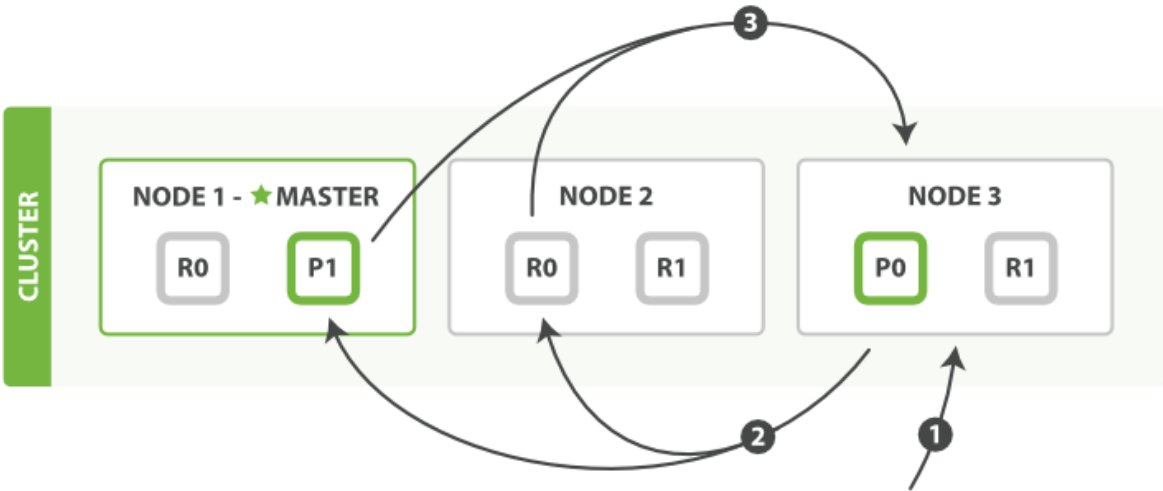 3
CLUSTER
NODE 1 - ★ MASTER
R0
P1
NODE 2
R0
R1
NODE 3
P0
R1
2
1